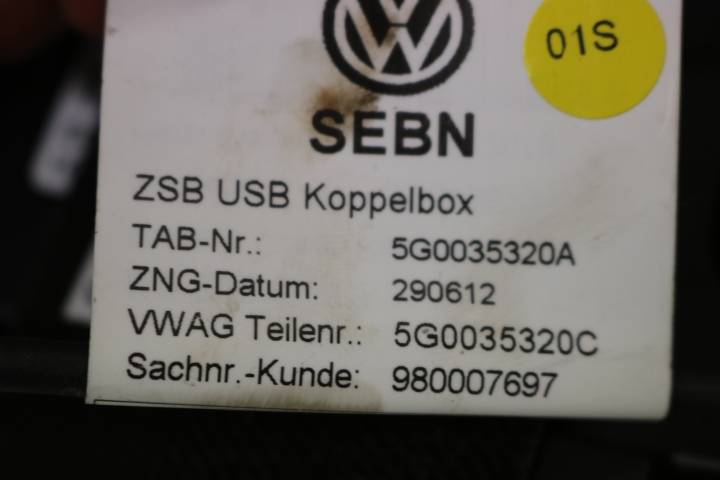 01S
SEBN
ZSB USB Koppelbox
TAB-Nr.: 5G0035320A
ZNG-Datum: 290612
VWAG Teilenr.: 5G0035320C
Sachnr.-Kunde: 980007697